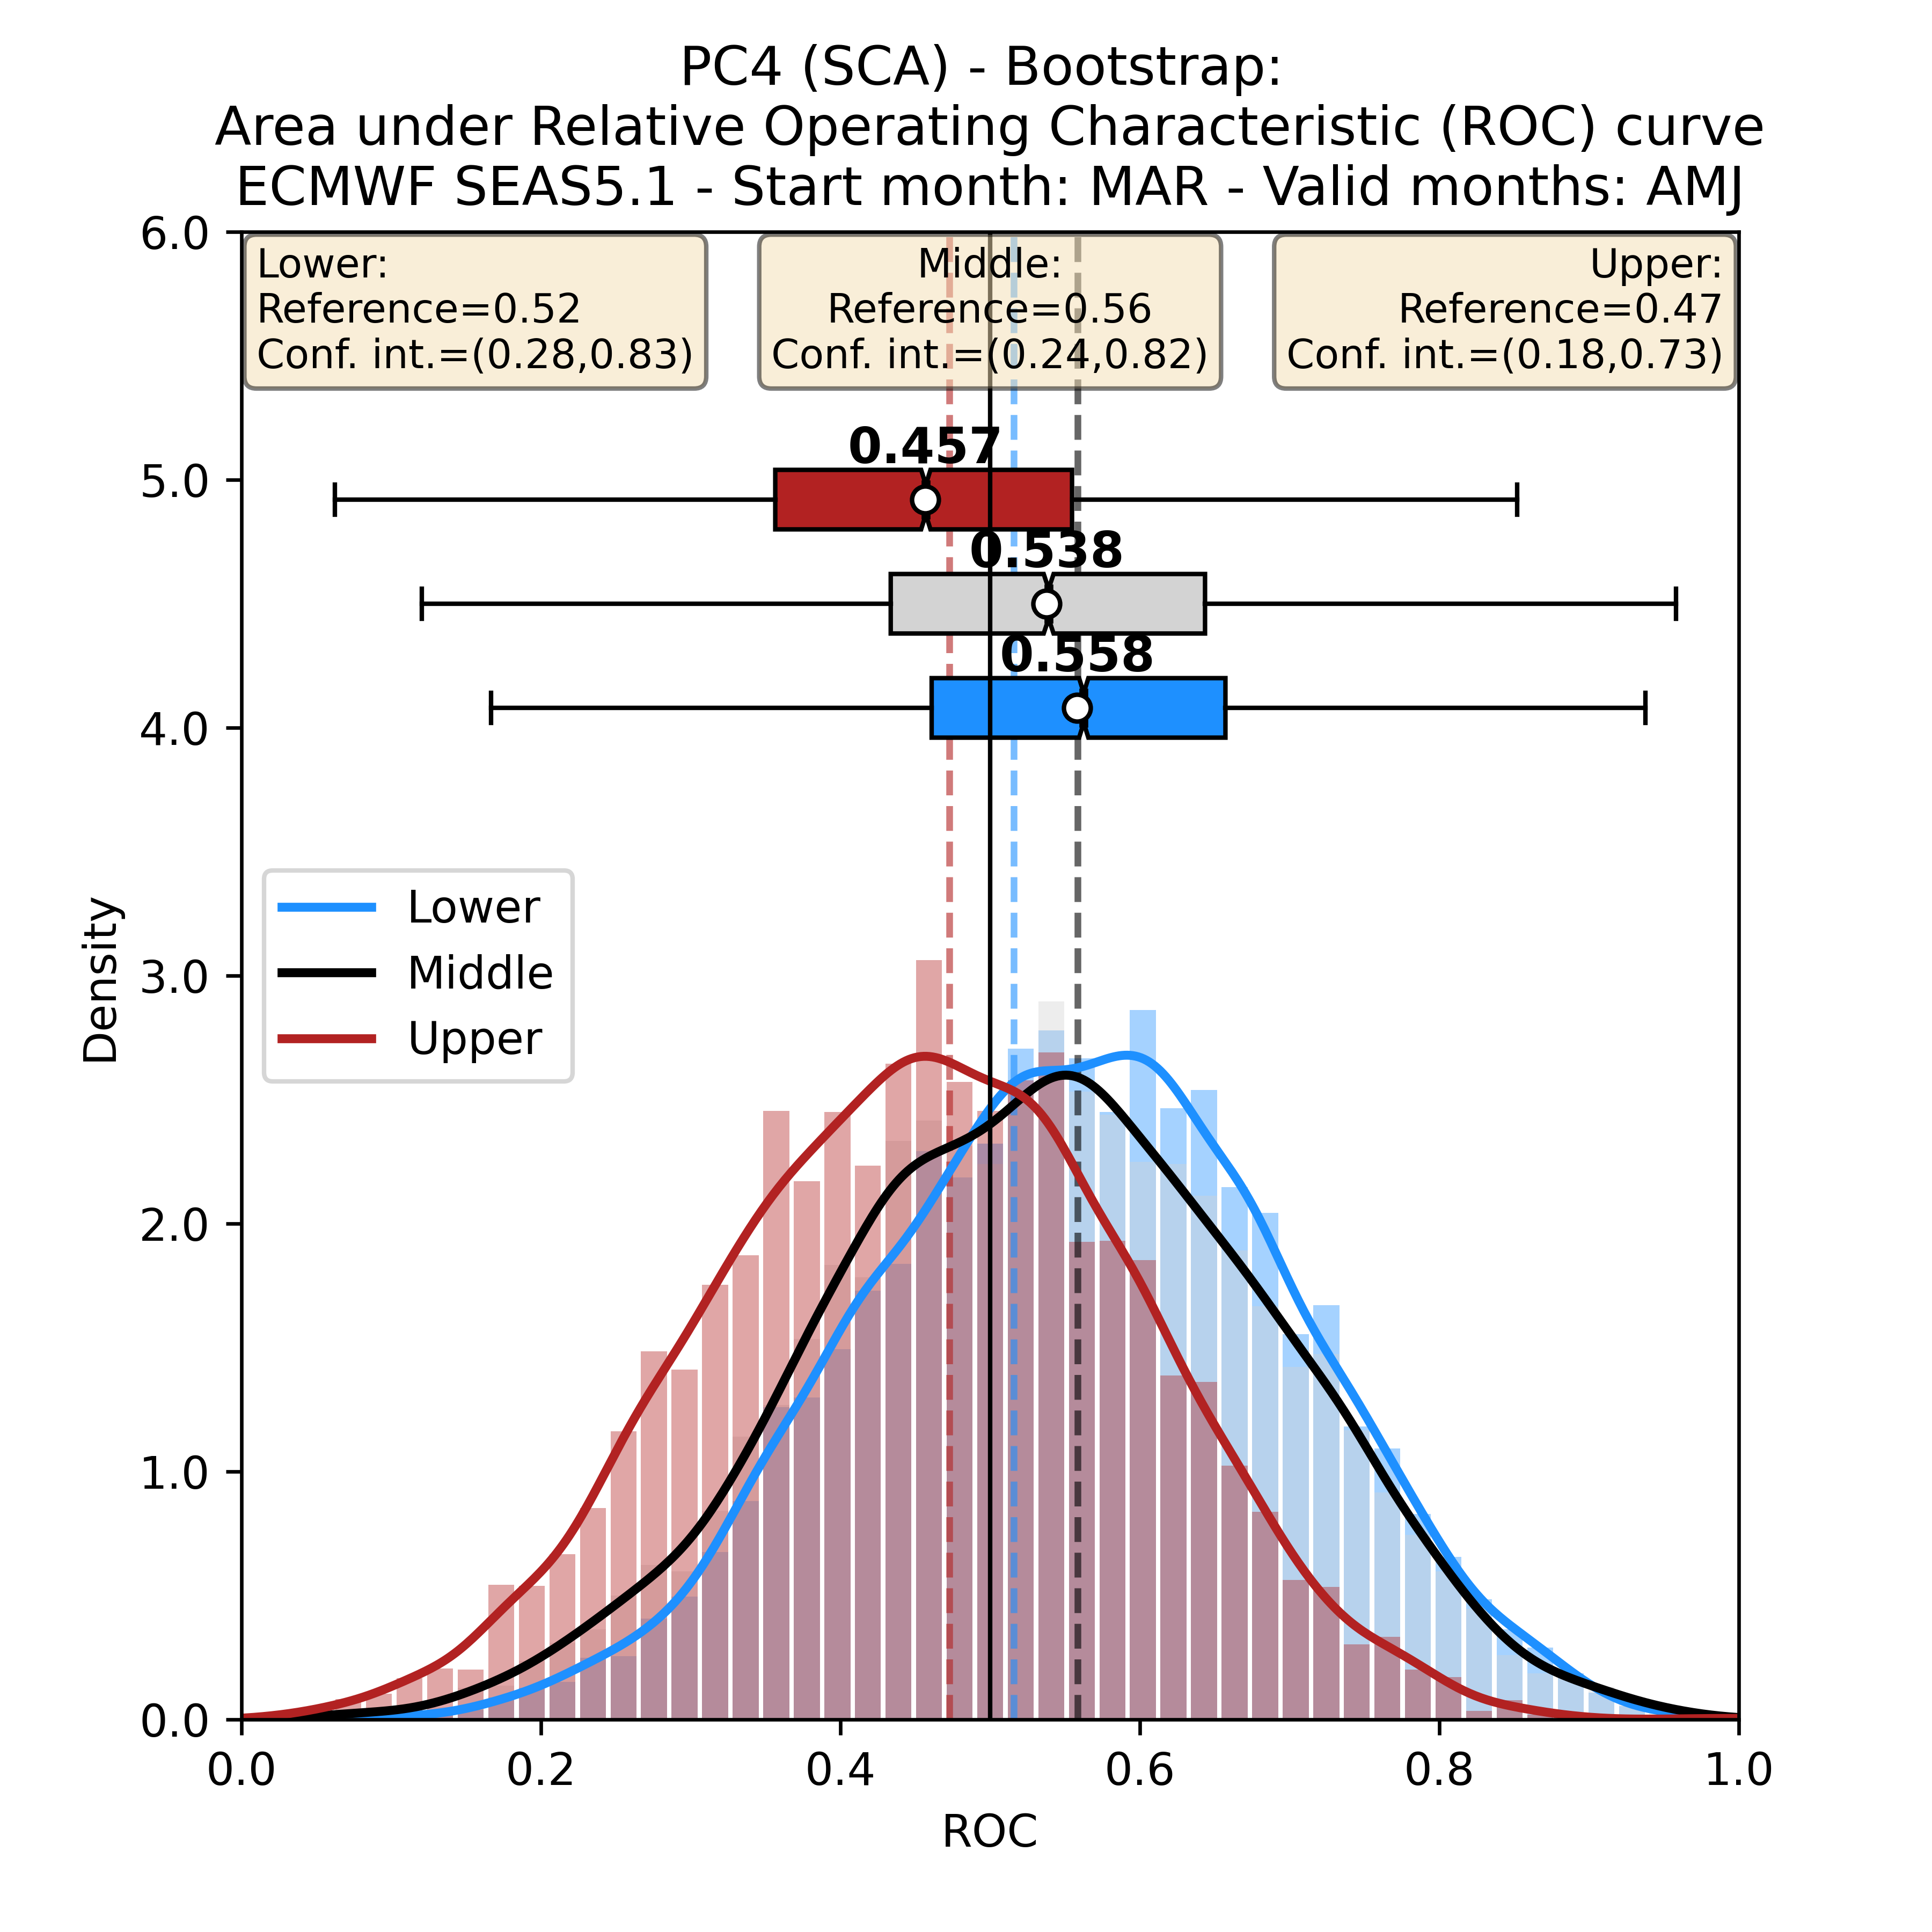 PC4 (SCA) - Bootstrap:
Area under Relative Operating Characteristic (ROC) curve
ECMWF SEAS5.1 - Start month: MAR - Valid months: AMJ
Lower:
Reference=0.52
Conf. int.=(0.28,0.83)
Middle:
Reference=0.56
Conf. int.=(0.24,0.82)
Upper:
Reference=0.47
Conf. int.=(0.18,0.73)
0.457
0.538
0.558
Lower
Middle
Upper
Density
6.0
5.0
4.0
3.0
2.0
1.0
0.0
0.0
0.2
0.4
0.6
0.8
1.0
ROC